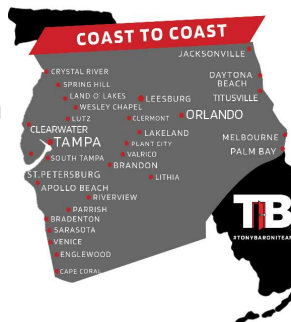 COAST TO COAST
JACKSONVILLE
CRYSTAL RIVER
DAYTONA
BEACH
SPRING HILL
LAND O' LAKES
LEESBURG
TITUSVILLE
WESLEY CHAPEL
LUTZ
CLERMONT
ORLANDO
CLEARWATER
LAKELAND
MELBOURNE
TAMPA
PLANT CITY
PALM BAY
SOUTH TAMPA
VALRICO
BRANDON
ST.PETERSBURG
LITHIA
APOLLO BEACH
RIVERVIEW
PARRISH
BRADENTON
SARASOTA
VENICE
ENGLEWOOD
CAPE CORAL
TB
#TONYBARONITEAM